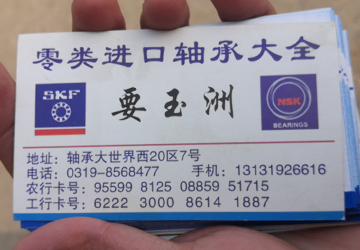 零类进口轴承大全
SKF
要玉洲
NSK
BEARINGS
地址：轴承大世界西20区7号
电话：0319-8568477 手机：13131926616
农行卡号：95599 8125 08859 51715
工行卡号：6222 3000 8614 1887